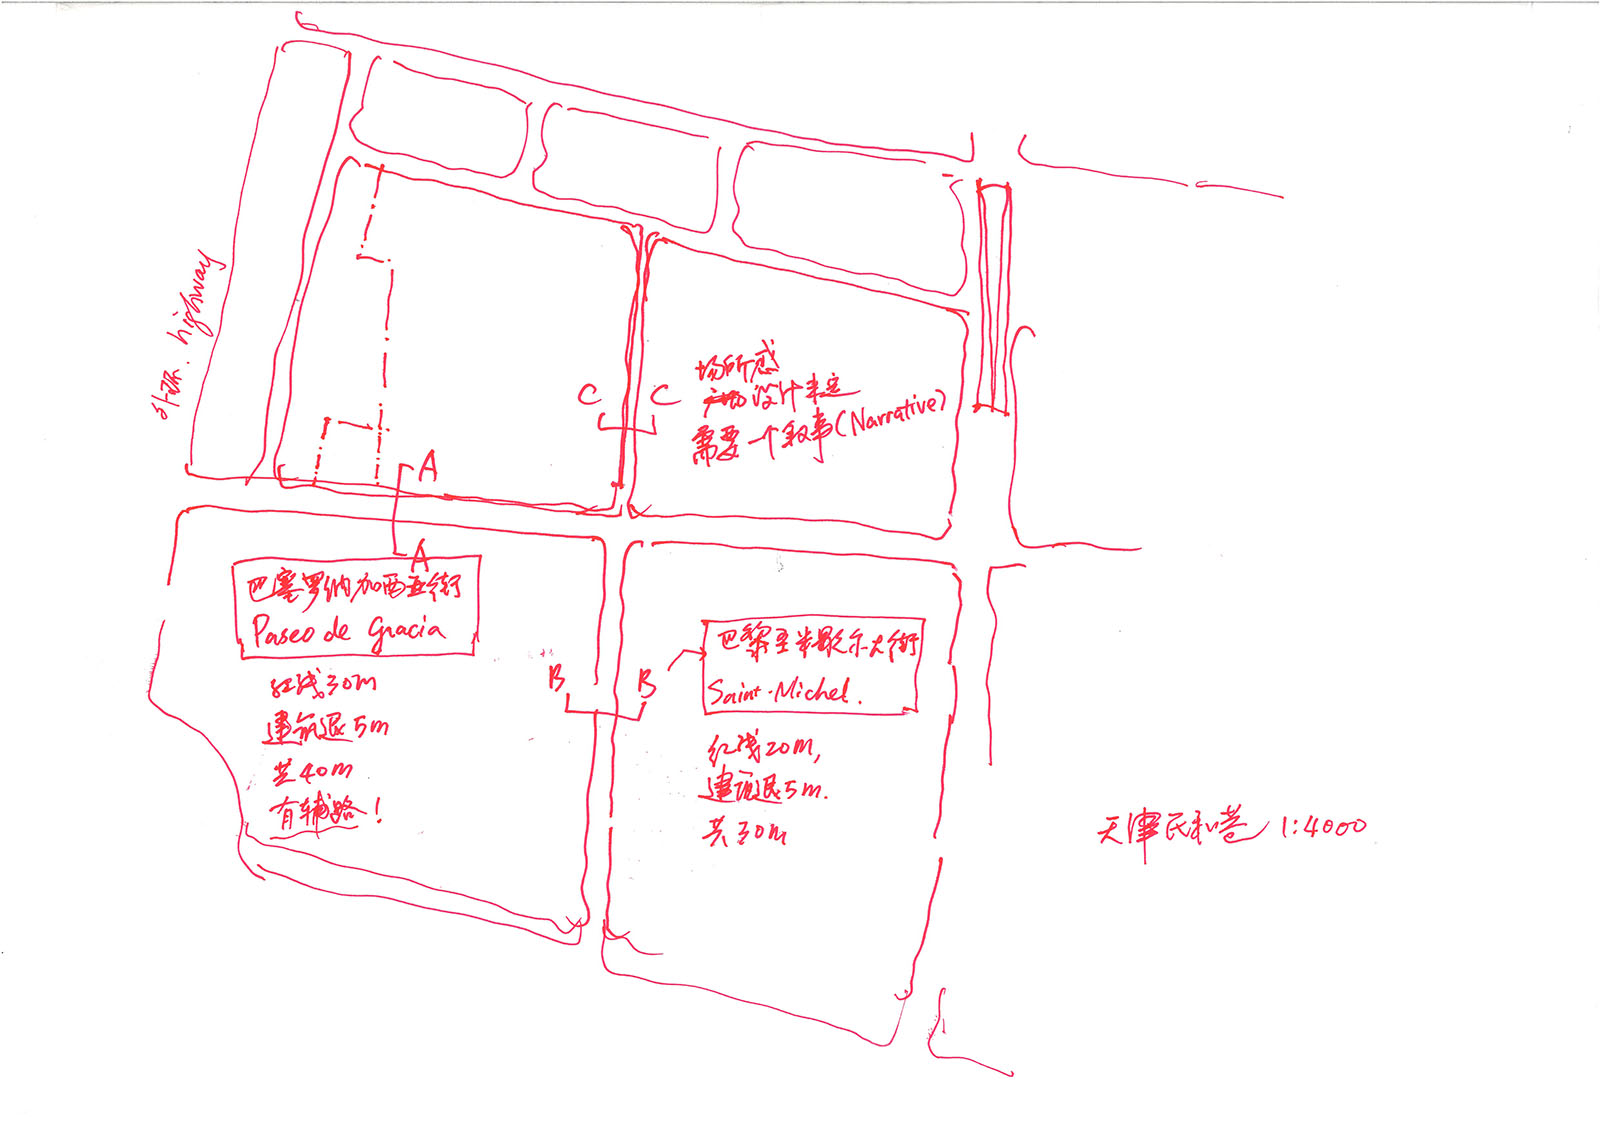 外环. highway
场所感
设计半定
需要一个叙事(Narrative)
C
C
A
A
巴塞罗纳加西亚街
Paseo de Gracia
红线30m
建筑退5m
共40m
有辅路!
B
B
巴黎圣米歇尔大街
Saint-Michel.
红线20m,
建筑退5m.
共30m
天津民和巷 1:4000